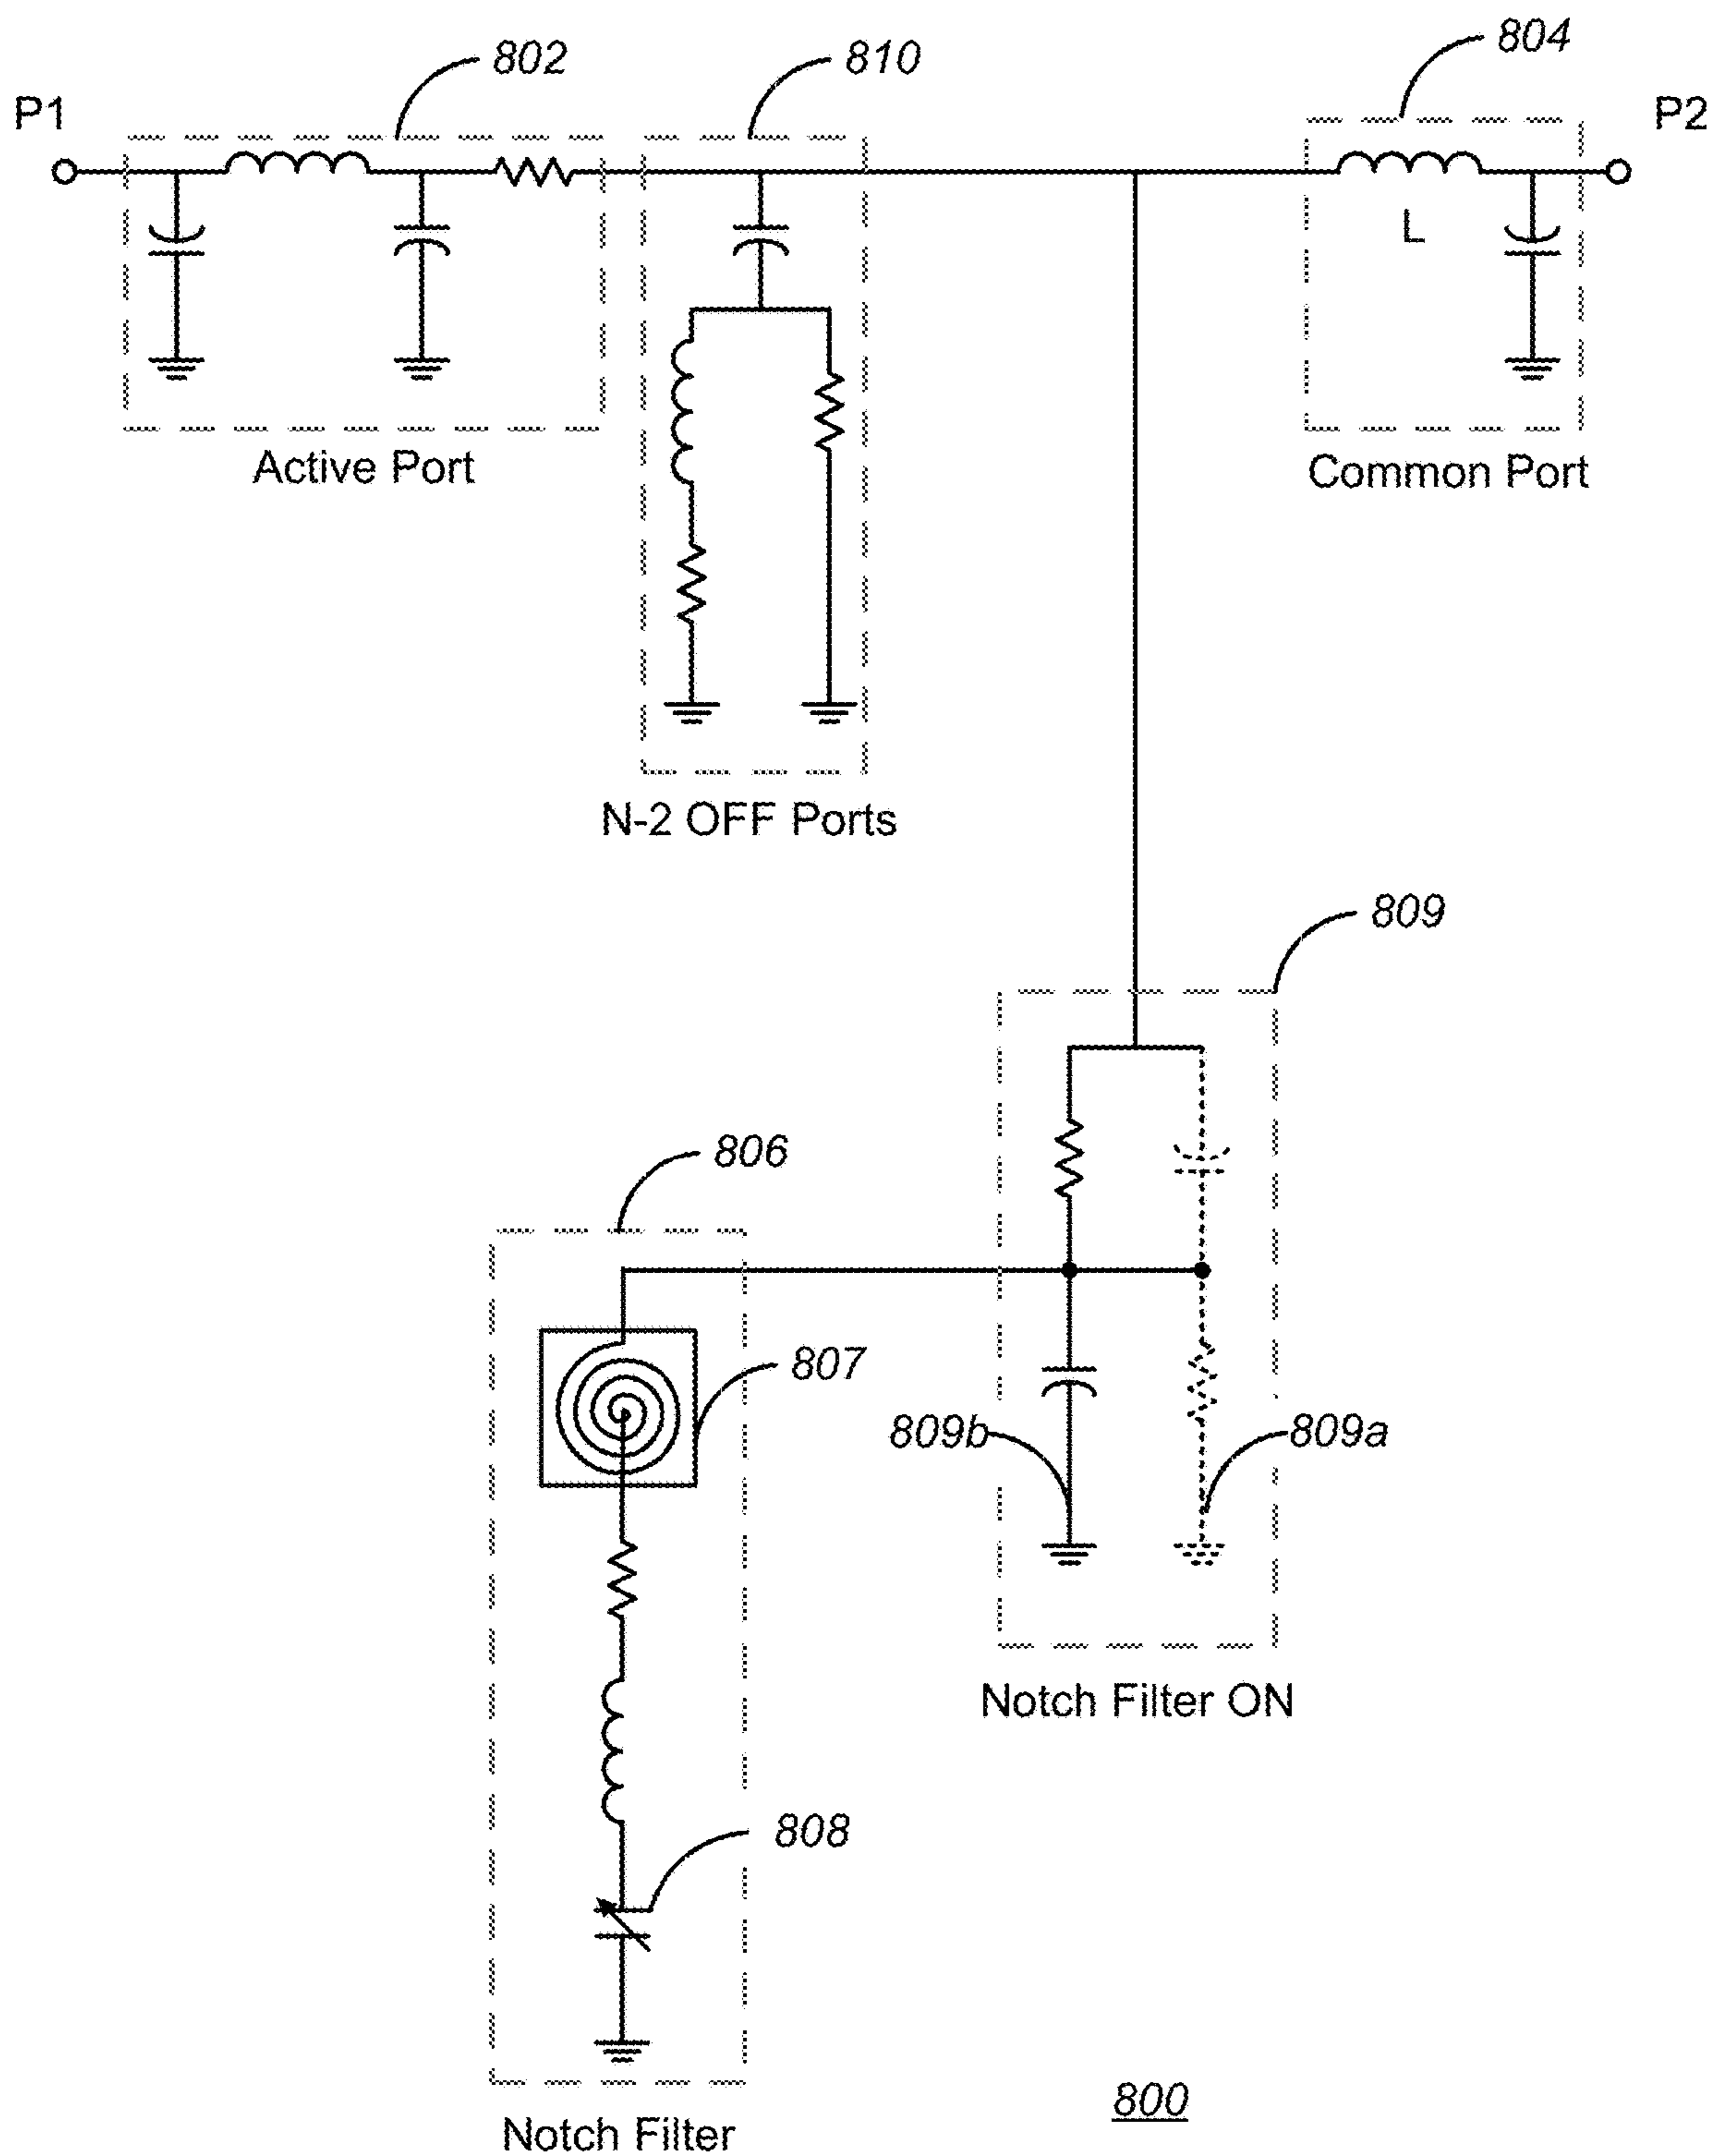 802
810
804
P1
P2
L
Active Port
Common Port
N-2 OFF Ports
809
806
807
809b
809a
Notch Filter ON
808
800
Notch Filter